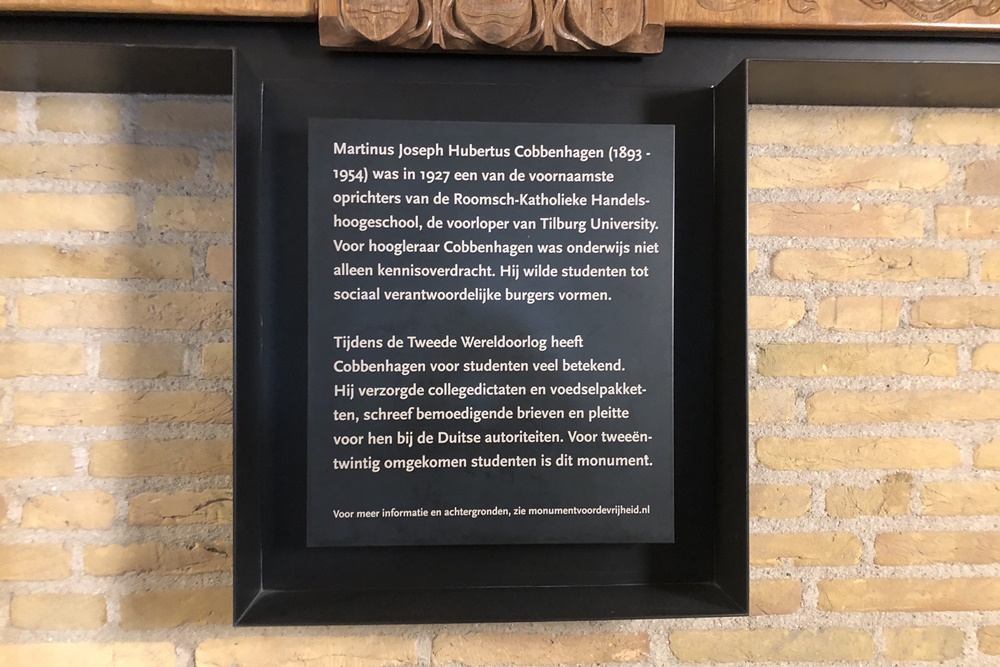 K
Martinus Joseph Hubertus Cobbenhagen (1893 -
1954) was in 1927 een van de voornaamste
oprichters van de Roomsch-Katholieke Handels-
hoogeschool, de voorloper van Tilburg University.
Voor hoogleraar Cobbenhagen was onderwijs niet
alleen kennisoverdracht. Hij wilde studenten tot
sociaal verantwoordelijke burgers vormen.
Tijdens de Tweede Wereldoorlog heeft
Cobbenhagen voor studenten veel betekend.
Hij verzorgde collegedictaten en voedselpakket-
ten, schreef bemoedigende brieven en pleitte
voor hen bij de Duitse autoriteiten. Voor tweeën-
twintig omgekomen studenten is dit monument.
Voor meer informatie en achtergronden, zie monumentvoordevrijheid.nl